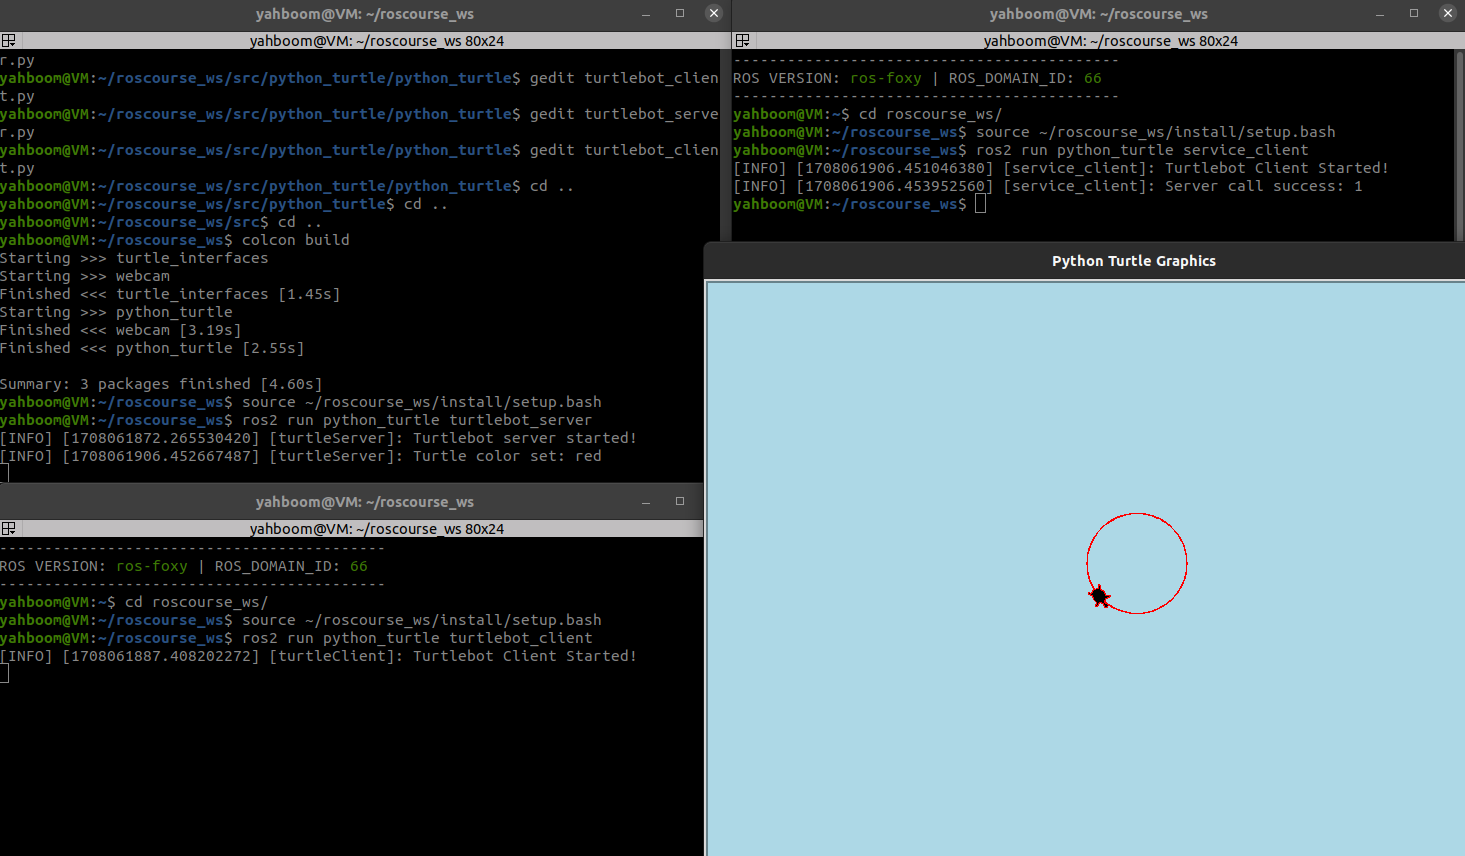 yahboom@VM: ~/roscourse_ws
yahboom@VM: ~/roscourse_ws 80x24
r.py
yahboom@VM:~/roscourse_ws/src/python_turtle/python_turtle$ gedit turtlebot_clien
t.py
yahboom@VM:~/roscourse_ws/src/python_turtle/python_turtle$ gedit turtlebot_serve
r.py
yahboom@VM:~/roscourse_ws/src/python_turtle/python_turtle$ gedit turtlebot_clien
t.py
yahboom@VM:~/roscourse_ws/src/python_turtle/python_turtle$ cd ..
yahboom@VM:~/roscourse_ws/src/python_turtle$ cd ..
yahboom@VM:~/roscourse_ws/src$ cd ..
yahboom@VM:~/roscourse_ws$ colcon build
Starting >>> turtle_interfaces
Starting >>> webcam
Finished <<< turtle_interfaces [1.45s]
Starting >>> python_turtle
Finished <<< webcam [3.19s]
Finished <<< python_turtle [2.55s]

Summary: 3 packages finished [4.60s]
yahboom@VM:~/roscourse_ws$ source ~/roscourse_ws/install/setup.bash
yahboom@VM:~/roscourse_ws$ ros2 run python_turtle turtlebot_server
[INFO] [1708061872.265530420] [turtleServer]: Turtlebot server started!
[INFO] [1708061906.452667487] [turtleServer]: Turtle color set: red
yahboom@VM: ~/roscourse_ws
yahboom@VM: ~/roscourse_ws 80x24
-------------------------------------------
ROS VERSION: ros-foxy | ROS_DOMAIN_ID: 66
-------------------------------------------
yahboom@VM:~$ cd roscourse_ws/
yahboom@VM:~/roscourse_ws$ source ~/roscourse_ws/install/setup.bash
yahboom@VM:~/roscourse_ws$ ros2 run python_turtle service_client
[INFO] [1708061906.451046380] [service_client]: Turtlebot Client Started!
[INFO] [1708061906.453952560] [service_client]: Server call success: 1
yahboom@VM:~/roscourse_ws$
Python Turtle Graphics
yahboom@VM: ~/roscourse_ws
yahboom@VM: ~/roscourse_ws 80x24
-------------------------------------------
ROS VERSION: ros-foxy | ROS_DOMAIN_ID: 66
-------------------------------------------
yahboom@VM:~$ cd roscourse_ws/
yahboom@VM:~/roscourse_ws$ source ~/roscourse_ws/install/setup.bash
yahboom@VM:~/roscourse_ws$ ros2 run python_turtle turtlebot_client
[INFO] [1708061887.408202272] [turtleClient]: Turtlebot Client Started!